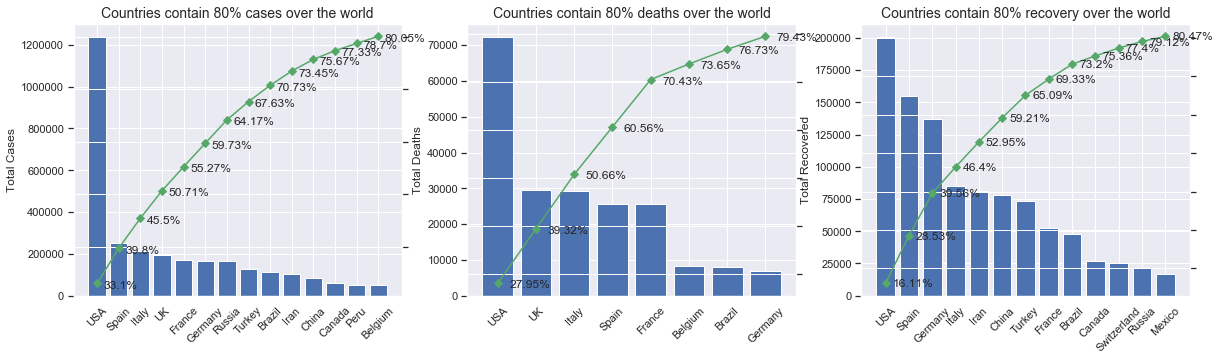 Countries contain 80% cases over the world
Total Cases
1200000
1000000
800000
600000
400000
200000
0
33.1%
39.8%
45.5%
50.71%
55.27%
59.73%
64.17%
67.63%
70.73%
73.45%
75.67%
77.33%
78.7%
80.05%
USA
Spain
Italy
UK
France
Germany
Russia
Turkey
Brazil
Iran
China
Canada
Peru
Belgium
Countries contain 80% deaths over the world
Total Deaths
70000
60000
50000
40000
30000
20000
10000
0
27.95%
39.32%
50.66%
60.56%
70.43%
73.65%
76.73%
79.43%
USA
UK
Italy
Spain
France
Belgium
Brazil
Germany
Countries contain 80% recovery over the world
Total Recovered
200000
175000
150000
125000
100000
75000
50000
25000
0
16.11%
28.53%
39.56%
46.4%
52.95%
59.21%
65.09%
69.33%
73.2%
75.36%
77.4%
79.12%
80.47%
USA
Spain
Germany
Italy
Iran
China
Turkey
France
Brazil
Canada
Switzerland
Russia
Mexico